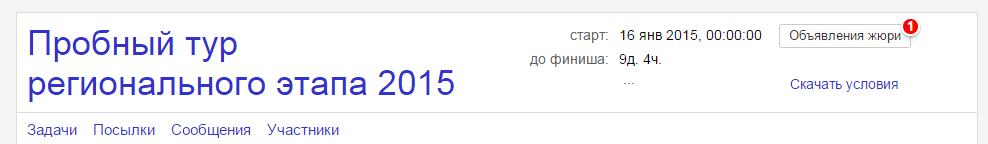 Пробный тур
регионального этапа 2015
старт: 16 янв 2015, 00:00:00
до финиша: 9д. 4ч.
...
Объявления жюри 1
Скачать условия
Задачи Посылки Сообщения Участники